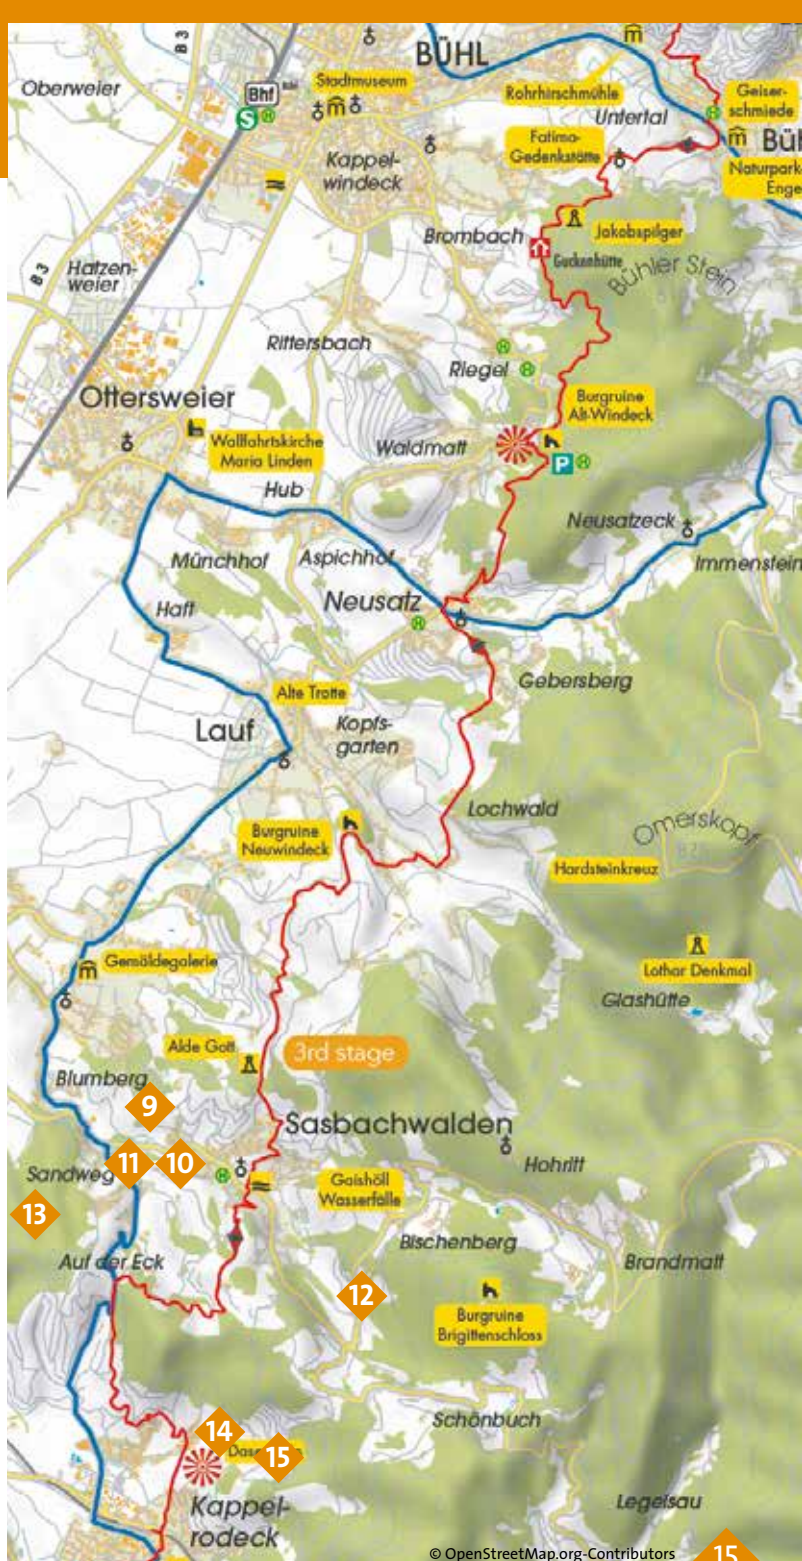 B 3
BÜHL
Oberweier
Bhf
Stadtmuseum
Rohrhirschmühle
Geiser-
schmiede
Untertal
Fatima-
Gedenkstätte
Büh
Naturpark-
Enge
Kappel-
windeck
Brombach
Jakobspilger
Guckenhütte
Bühler Stein
B 3
Hatzen-
weier
Rittersbach
Riegel
Ottersweier
Burgruine
Alt-Windeck
Wallfahrtskirche
Maria Linden
Waldmatt
P
Hub
Neusatzeck
Münchhof
Aspichhof
Immenstein
Neusatz
Haft
Gebersberg
Alte Trotte
Lauf
Kopfs-
garten
Lochwald
Burgruine
Neuwindeck
Omerskopf
Hardsteinkreuz
Gemäldegalerie
Lothar Denkmal
Glashütte
Alde Gott
3rd stage
Blumberg
9
Sasbachwalden
11
10
Sandweg
Hohritt
Gaishöll
Wasserfälle
13
Bischenberg
Auf der Eck
Brandmatt
12
Burgruine
Brigittenschloss
Schönbuch
14
15
Kappel-
rodeck
Legelsau
© OpenStreetMap.org-Contributors
15